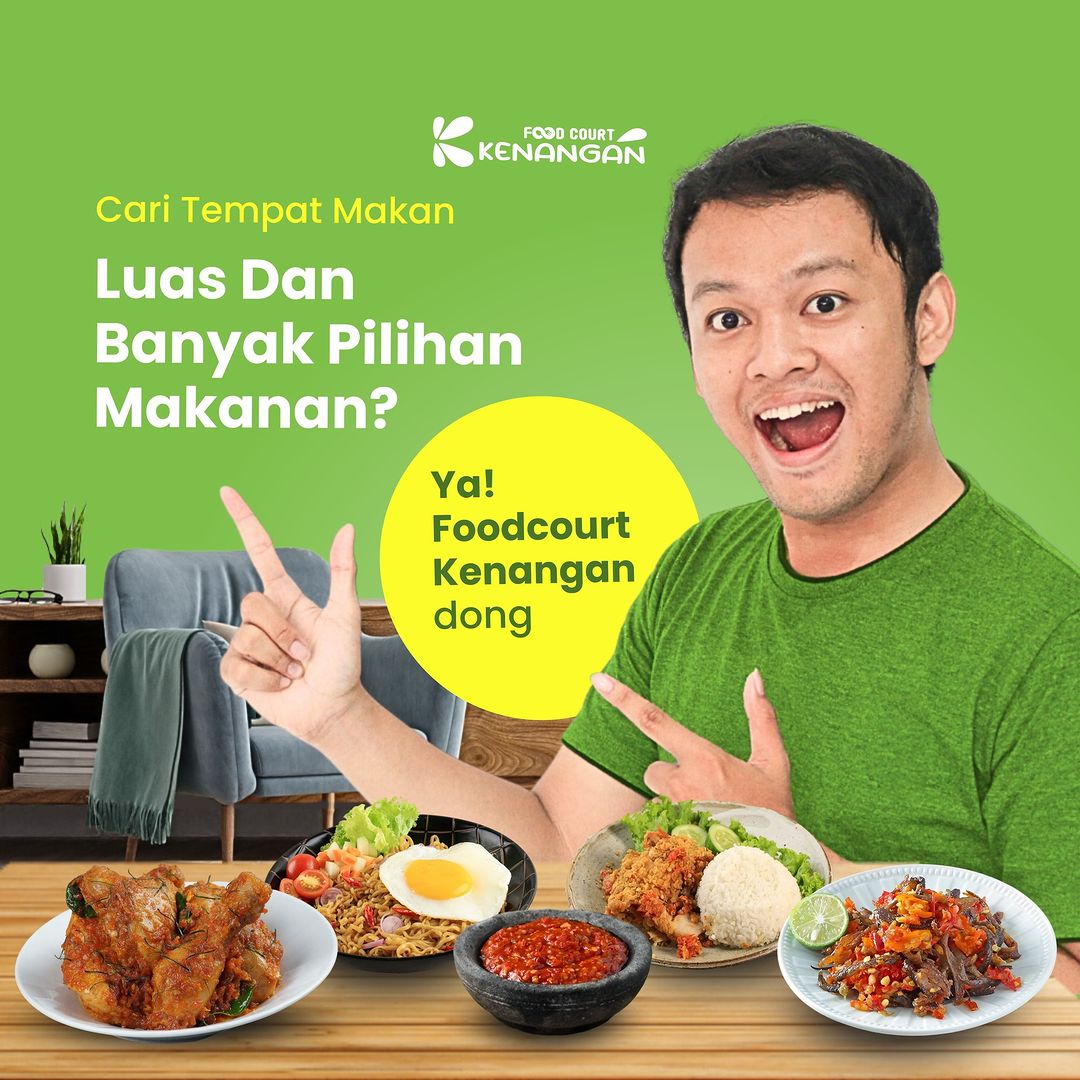 FOOD COURT
KENANGAN
Cari Tempat Makan
Luas Dan
Banyak Pilihan
Makanan?
Ya!
Foodcourt
Kenangan
dong